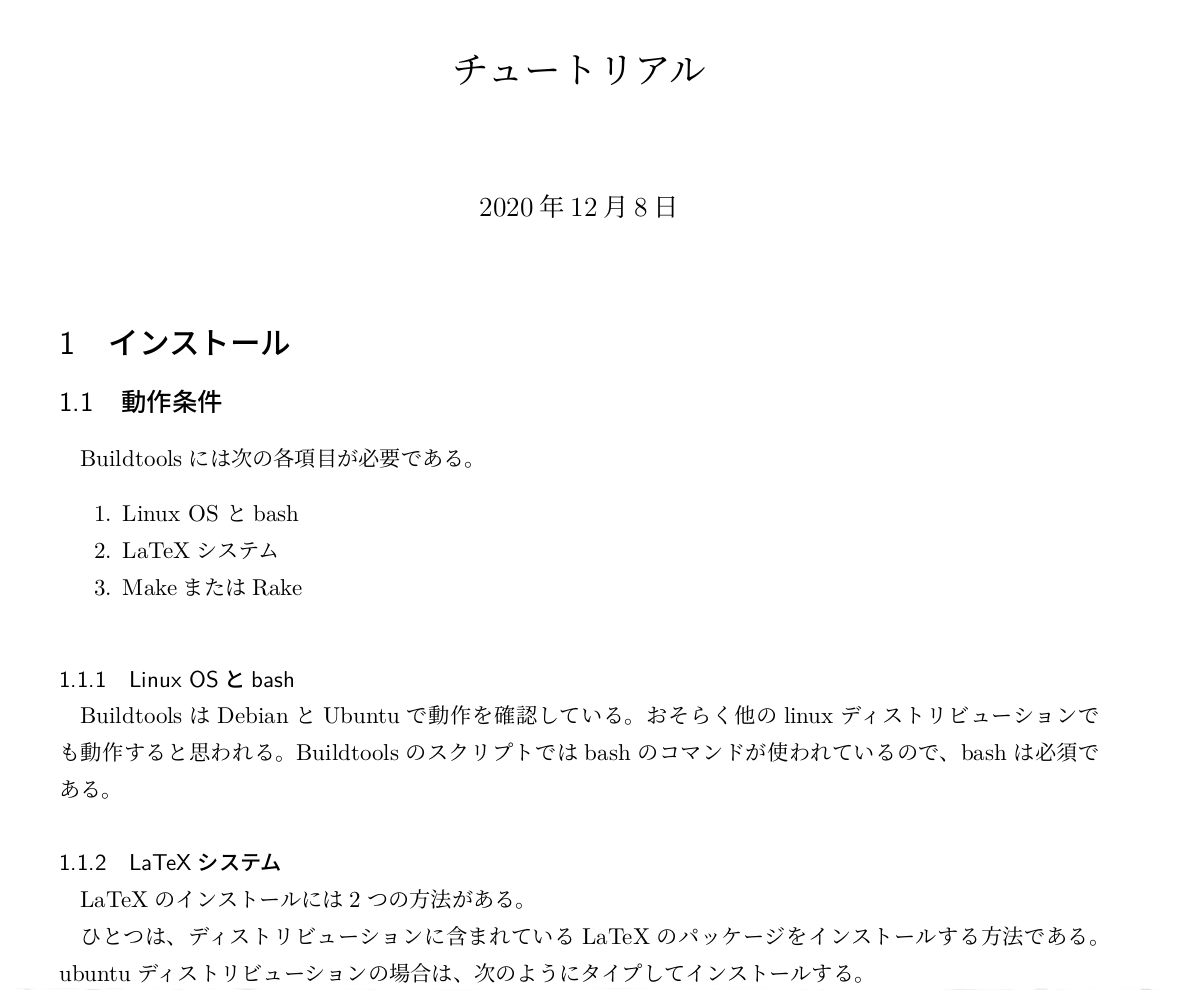 チュートリアル
2020 年 12 月 8 日
1 インストール
1.1 動作条件
Buildtools には次の各項目が必要である。
1. Linux OS と bash
2. LaTeX システム
3. Make または Rake
1.1.1 Linux OS と bash
Buildtools は Debian と Ubuntu で動作を確認している。おそらく他の linux ディストリビューションで
も動作すると思われる。Buildtools のスクリプトでは bash のコマンドが使われているので、bash は必須で
ある。
1.1.2 LaTeX システム
LaTeX のインストールには 2 つの方法がある。
ひとつは、ディストリビューションに含まれている LaTeX のパッケージをインストールする方法である。
ubuntu ディストリビューションの場合は、次のようにタイプしてインストールする。